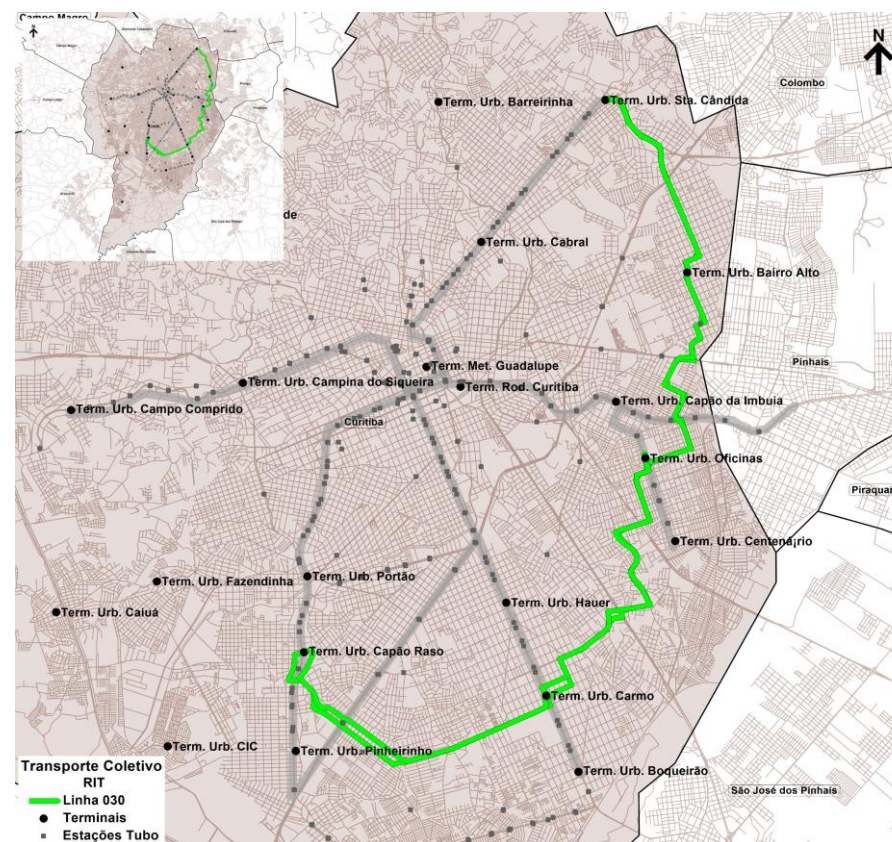 Campo Magro
N
N
Colombo
Term. Urb. Barreirinha
Term. Urb. Sta. Cândida
de
Term. Urb. Cabral
Term. Urb. Bairro Alto
Pinhais
Term. Met. Guadalupe
Term. Urb. Campina do Siqueira
Term. Rod. Curitiba
Term. Urb. Capão da Imbuia
Term. Urb. Campo Comprido
Curitiba
Term. Urb. Oficinas
Piraquar
Term. Urb. Centená¡rio
Term. Urb. Fazendinha
Term. Urb. Portão
Term. Urb. Caiuá
Term. Urb. Hauer
Term. Urb. Capão Raso
Term. Urb. Carmo
Term. Urb. CIC
Term. Urb. Pinheirinho
Term. Urb. Boqueirão
São José dos Pinhais
Transporte Coletivo
RIT
Linha 030
Terminais
Estações Tubo